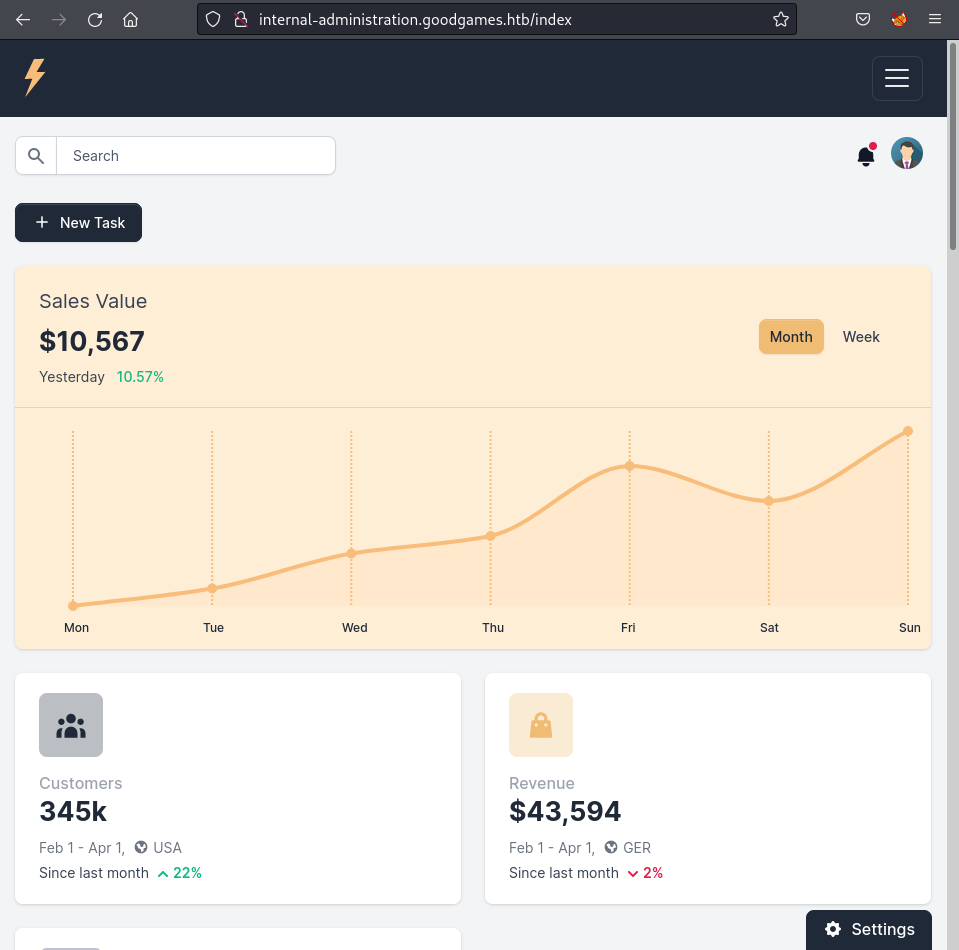 internal-administration.goodgames.htb/index
Search
New Task
Sales Value
$10,567
Yesterday 10.57%
Month Week
Mon Tue Wed Thu Fri Sat Sun
Customers
345k
Feb 1 - Apr 1, USA
Since last month 22%
Revenue
$43,594
Feb 1 - Apr 1, GER
Since last month 2%
Settings